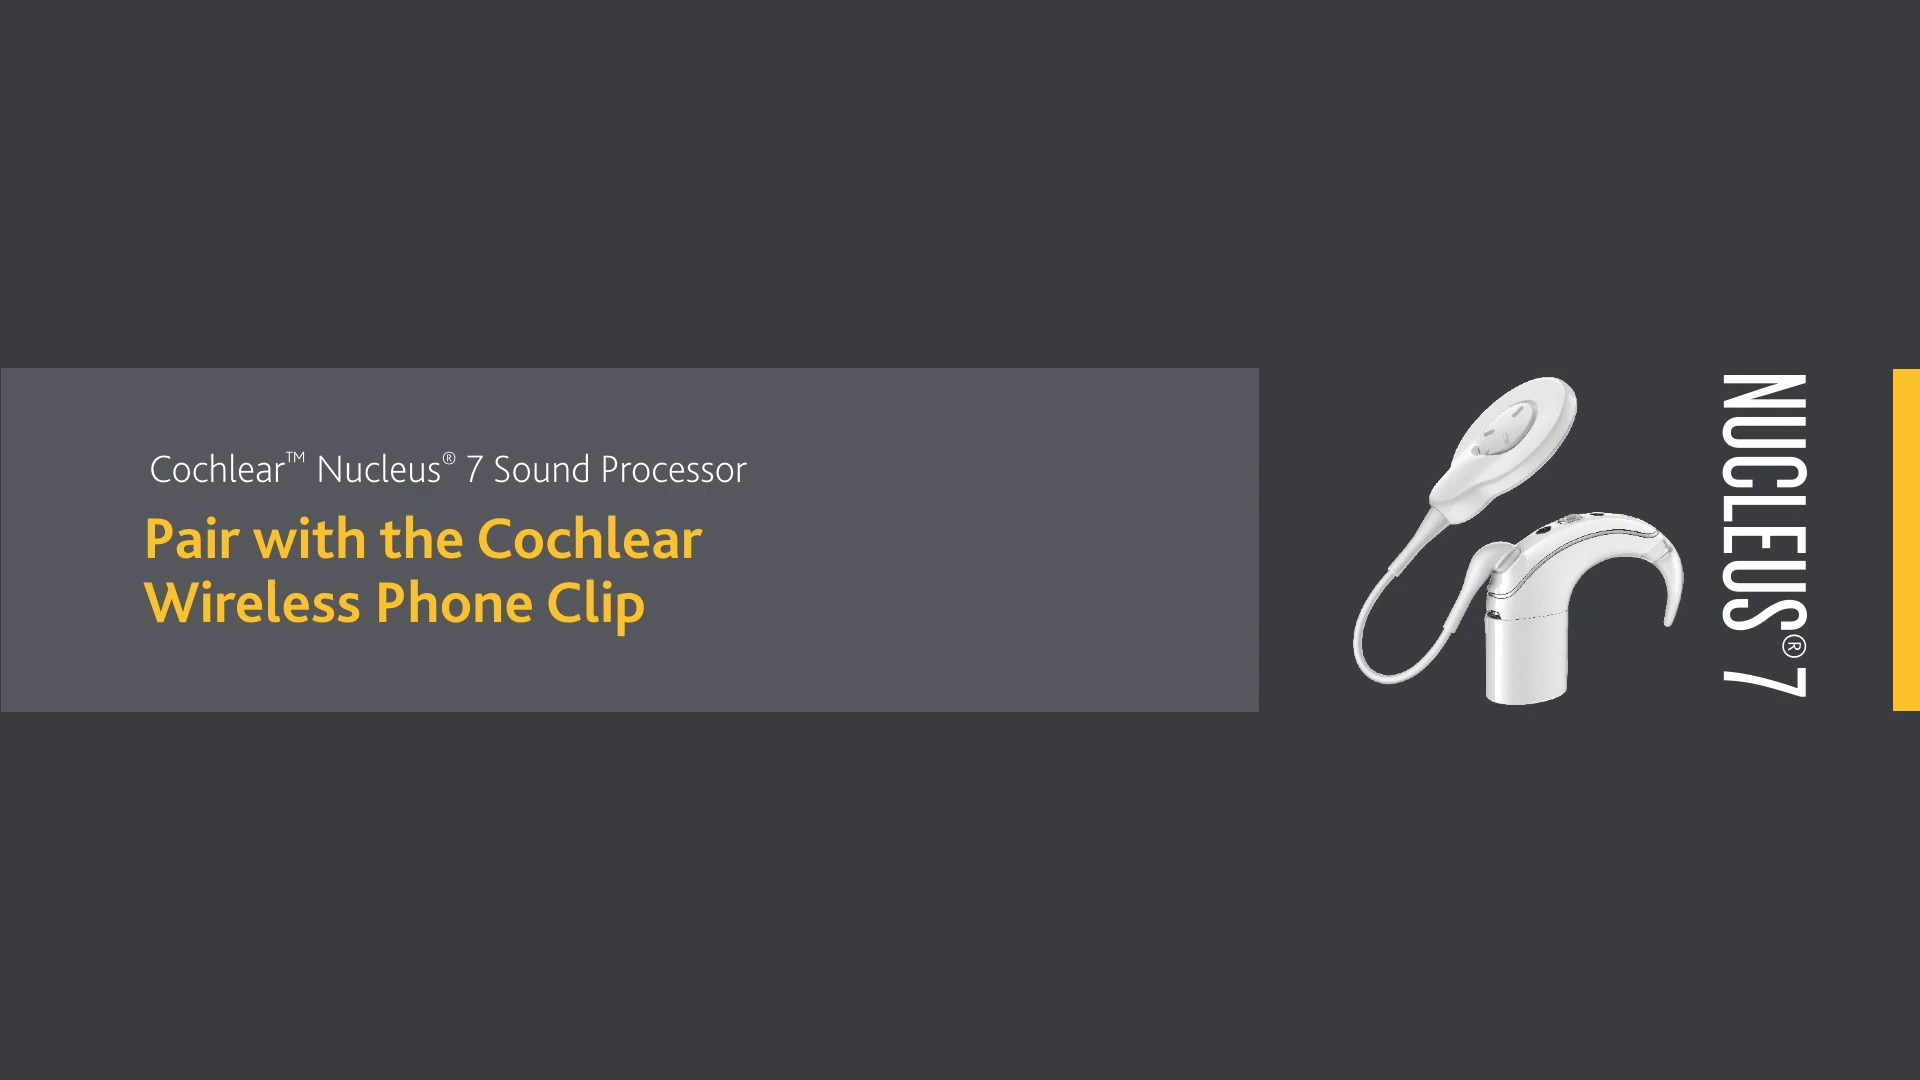 Cochlear™ Nucleus® 7 Sound Processor
Pair with the Cochlear
Wireless Phone Clip
NUCLEUS® 7